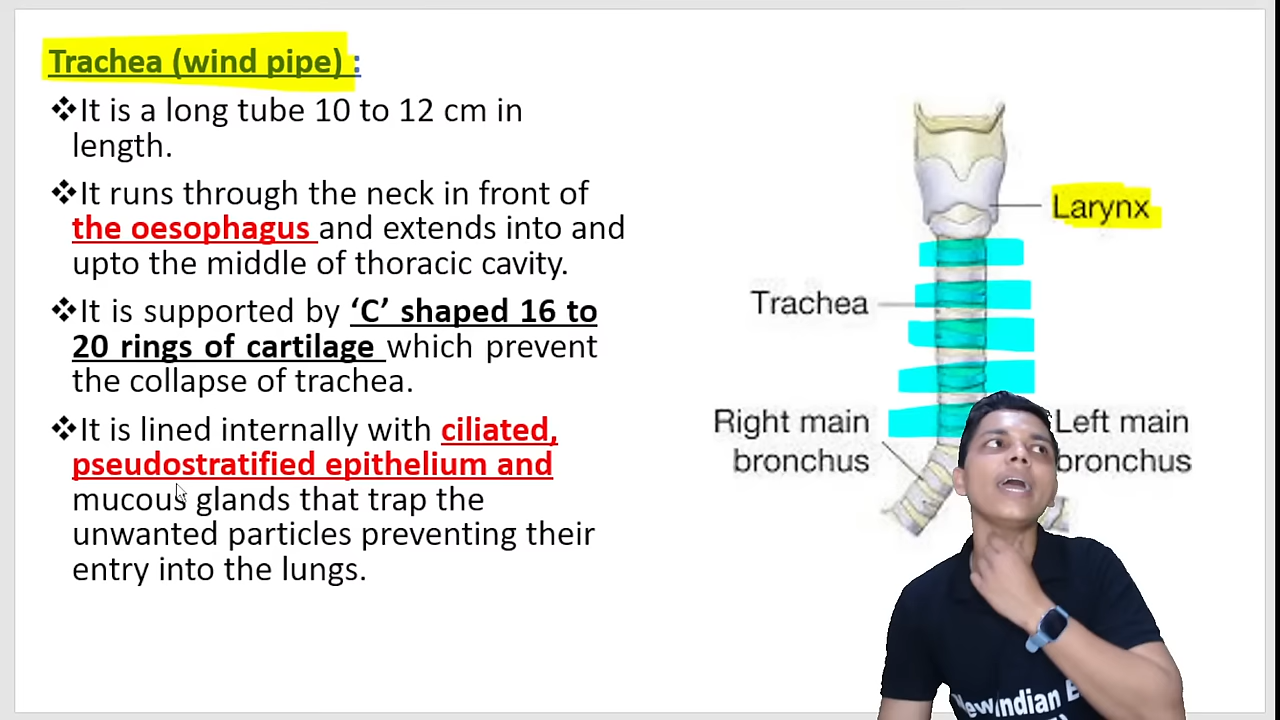 Trachea (wind pipe) :
❖It is a long tube 10 to 12 cm in
length.
❖It runs through the neck in front of
the oesophagus and extends into and
upto the middle of thoracic cavity.
❖It is supported by ‘C’ shaped 16 to
20 rings of cartilage which prevent
the collapse of trachea.
❖It is lined internally with ciliated,
pseudostratified epithelium and
mucous glands that trap the
unwanted particles preventing their
entry into the lungs.
Larynx
Trachea
Right main
bronchus
Left main
bronchus
New Indian